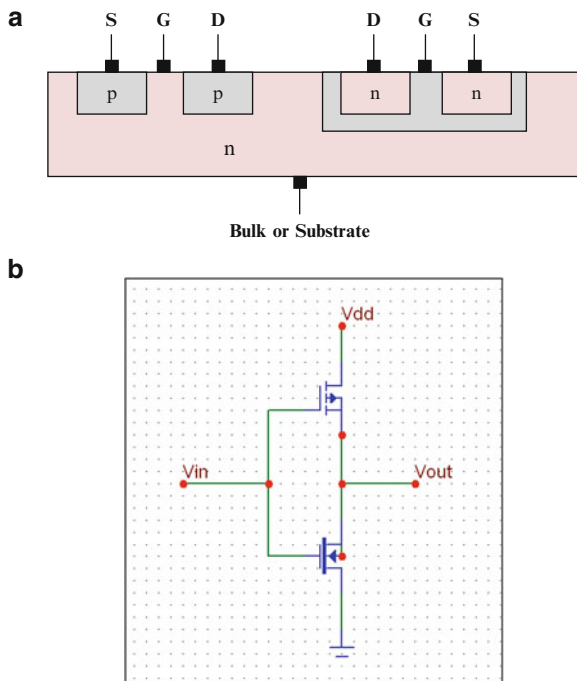 a
S G D D G S
p p n n
n
Bulk or Substrate
b
Vdd
Vin Vout